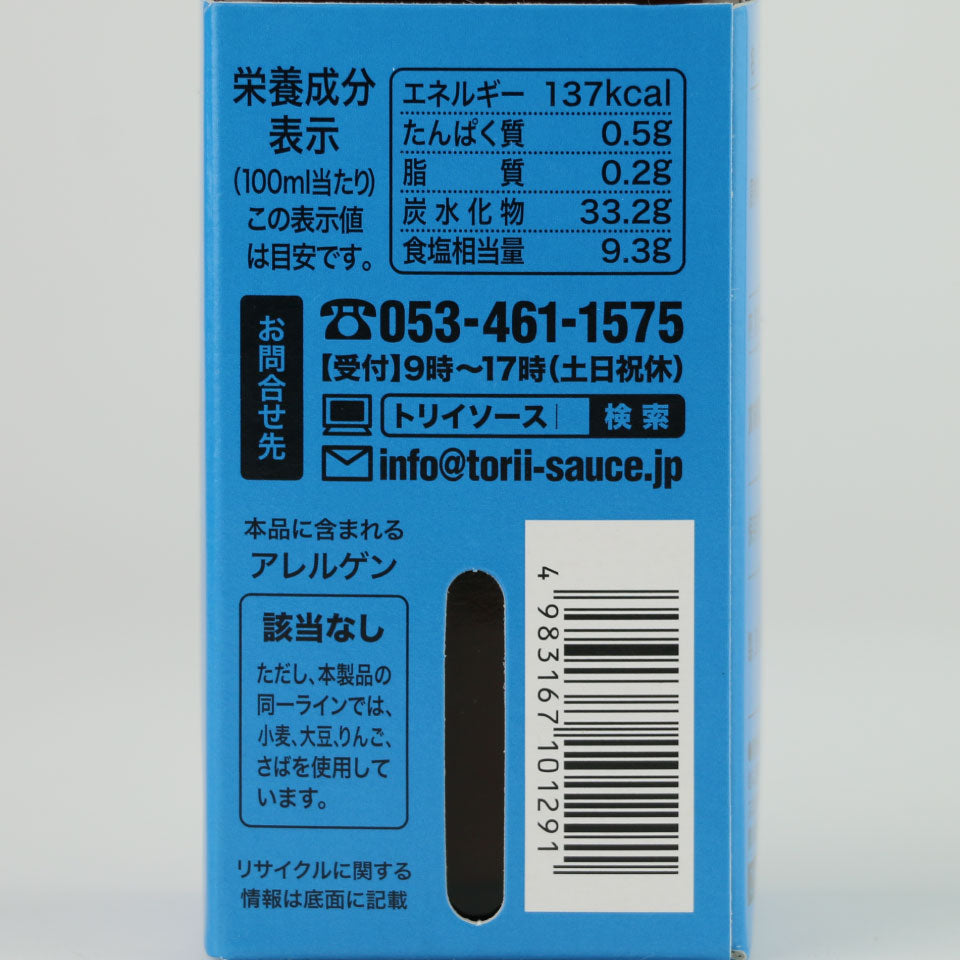 栄養成分
表示
(100ml当たり)
この表示値
は目安です。
エネルギー 137kcal
たんぱく質 0.5g
脂質 0.2g
炭水化物 33.2g
食塩相当量 9.3g
お問合せ先
☎053-461-1575
【受付】9時〜17時(土日祝休)
トリイソース 検索
info@torii-sauce.jp
本品に含まれる
アレルゲン
該当なし
ただし、本製品の
同一ラインでは、
小麦、大豆、りんご、
さばを使用して
います。
リサイクルに関する
情報は底面に記載
4 983167 101291